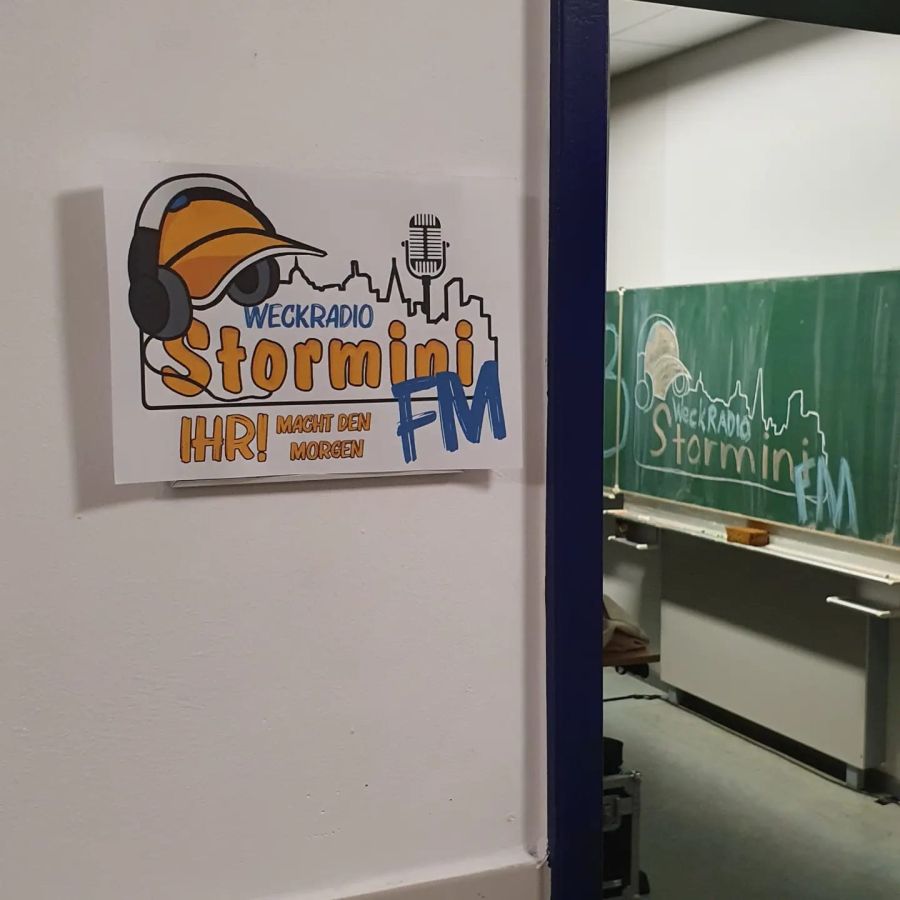 WECKRADIO
Stormini
FM
IHR! MACHT DEN
MORGEN
WeckRADIO
Stormini
FM